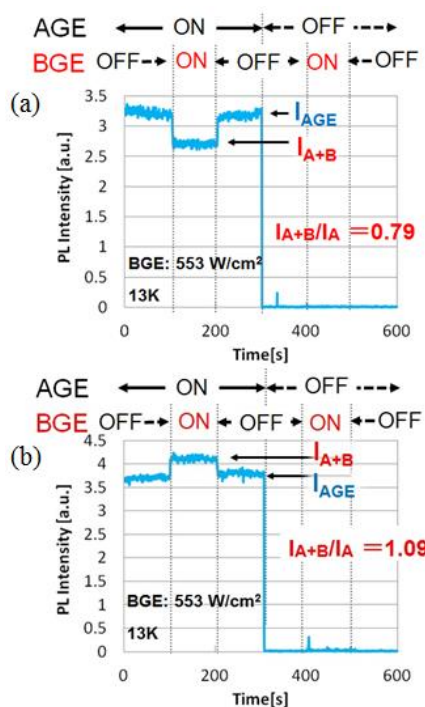 AGE ON OFF
BGE OFF ON OFF ON OFF
(a)
3.5
3
2.5
2
1.5
1
0.5
0
PL Intensity [a.u.]
I_AGE
I_A+B
I_A+B/I_A =0.79
BGE: 553 W/cm²
13K
0 200 400 600
Time[s]
AGE ON OFF
BGE OFF ON OFF ON OFF
(b)
4.5
4
3.5
3
2.5
2
1.5
1
0.5
0
PL Intensity [a.u.]
I_A+B
I_AGE
I_A+B/I_A =1.09
BGE: 553 W/cm²
13K
0 200 400 600
Time[s]